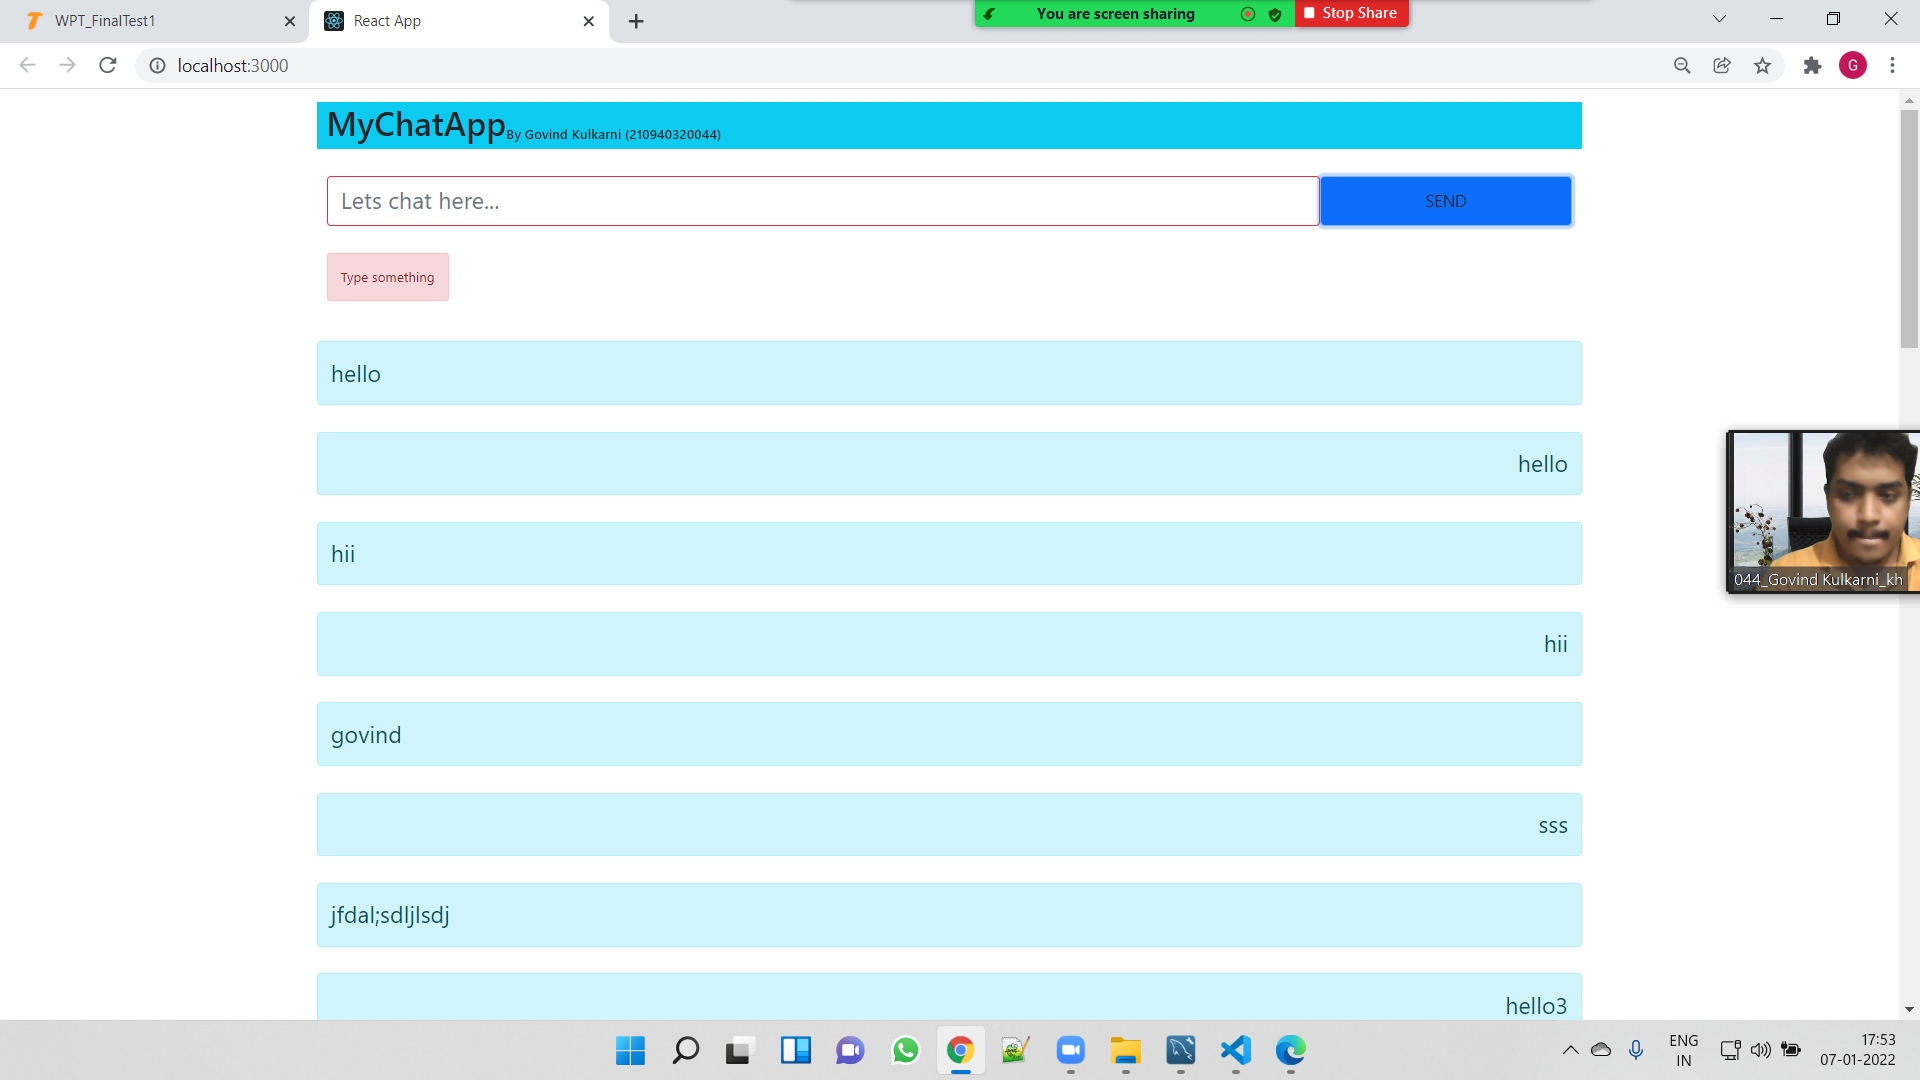 WPT_FinalTest1
React App
You are screen sharing
Stop Share
localhost:3000
G
MyChatApp By Govind Kulkarni (210940320044)
Lets chat here...
SEND
Type something
hello
hello
hii
hii
govind
sss
jfdal;sdljlsdj
hello3
044_Govind Kulkarni_kh
ENG
IN
17:53
07-01-2022